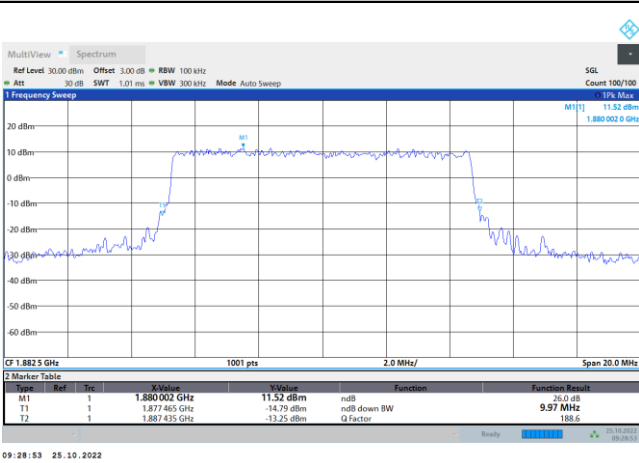 MultiView Spectrum
Ref Level 30.00 dBm Offset 3.00 dB RBW 100 kHz SGL
Att 30 dB SWT 1.01 ms VBW 300 kHz Mode Auto Sweep Count 100/100
1 Frequency Sweep 1Pk Max
M1[1] 11.52 dBm
1.880 002 0 GHz
20 dBm
M1
10 dBm
0 dBm
-10 dBm
-20 dBm
-30 dBm
-40 dBm
-50 dBm
-60 dBm
CF 1.882 5 GHz 1001 pts 2.0 MHz/ Span 20.0 MHz
2 Marker Table
Type Ref Trc X-Value Y-Value Function Function Result
M1 1 1.880 002 GHz 11.52 dBm ndB 26.0 dB
T1 1 1.877 465 GHz -14.79 dBm ndB down BW 9.97 MHz
T2 1 1.887 435 GHz -13.25 dBm Q Factor 188.6
Ready 25.10.2022
09:28:53
09:28:53 25.10.2022